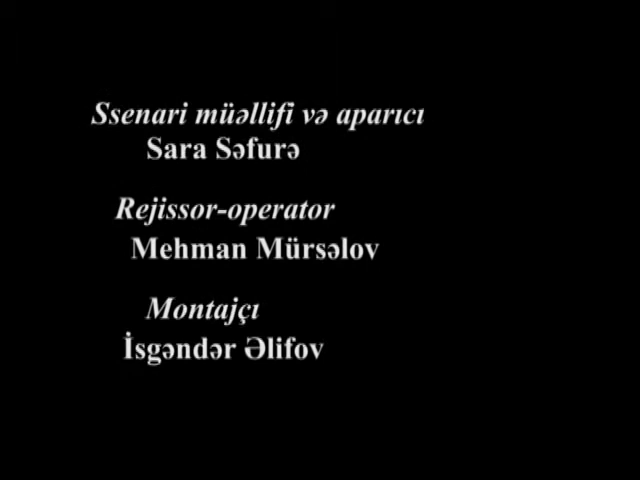 Ssenari müəllifi və aparıcı
Sara Səfurə
Rejissor-operator
Mehman Mürsəlov
Montajçı
İsgəndər Əlifov